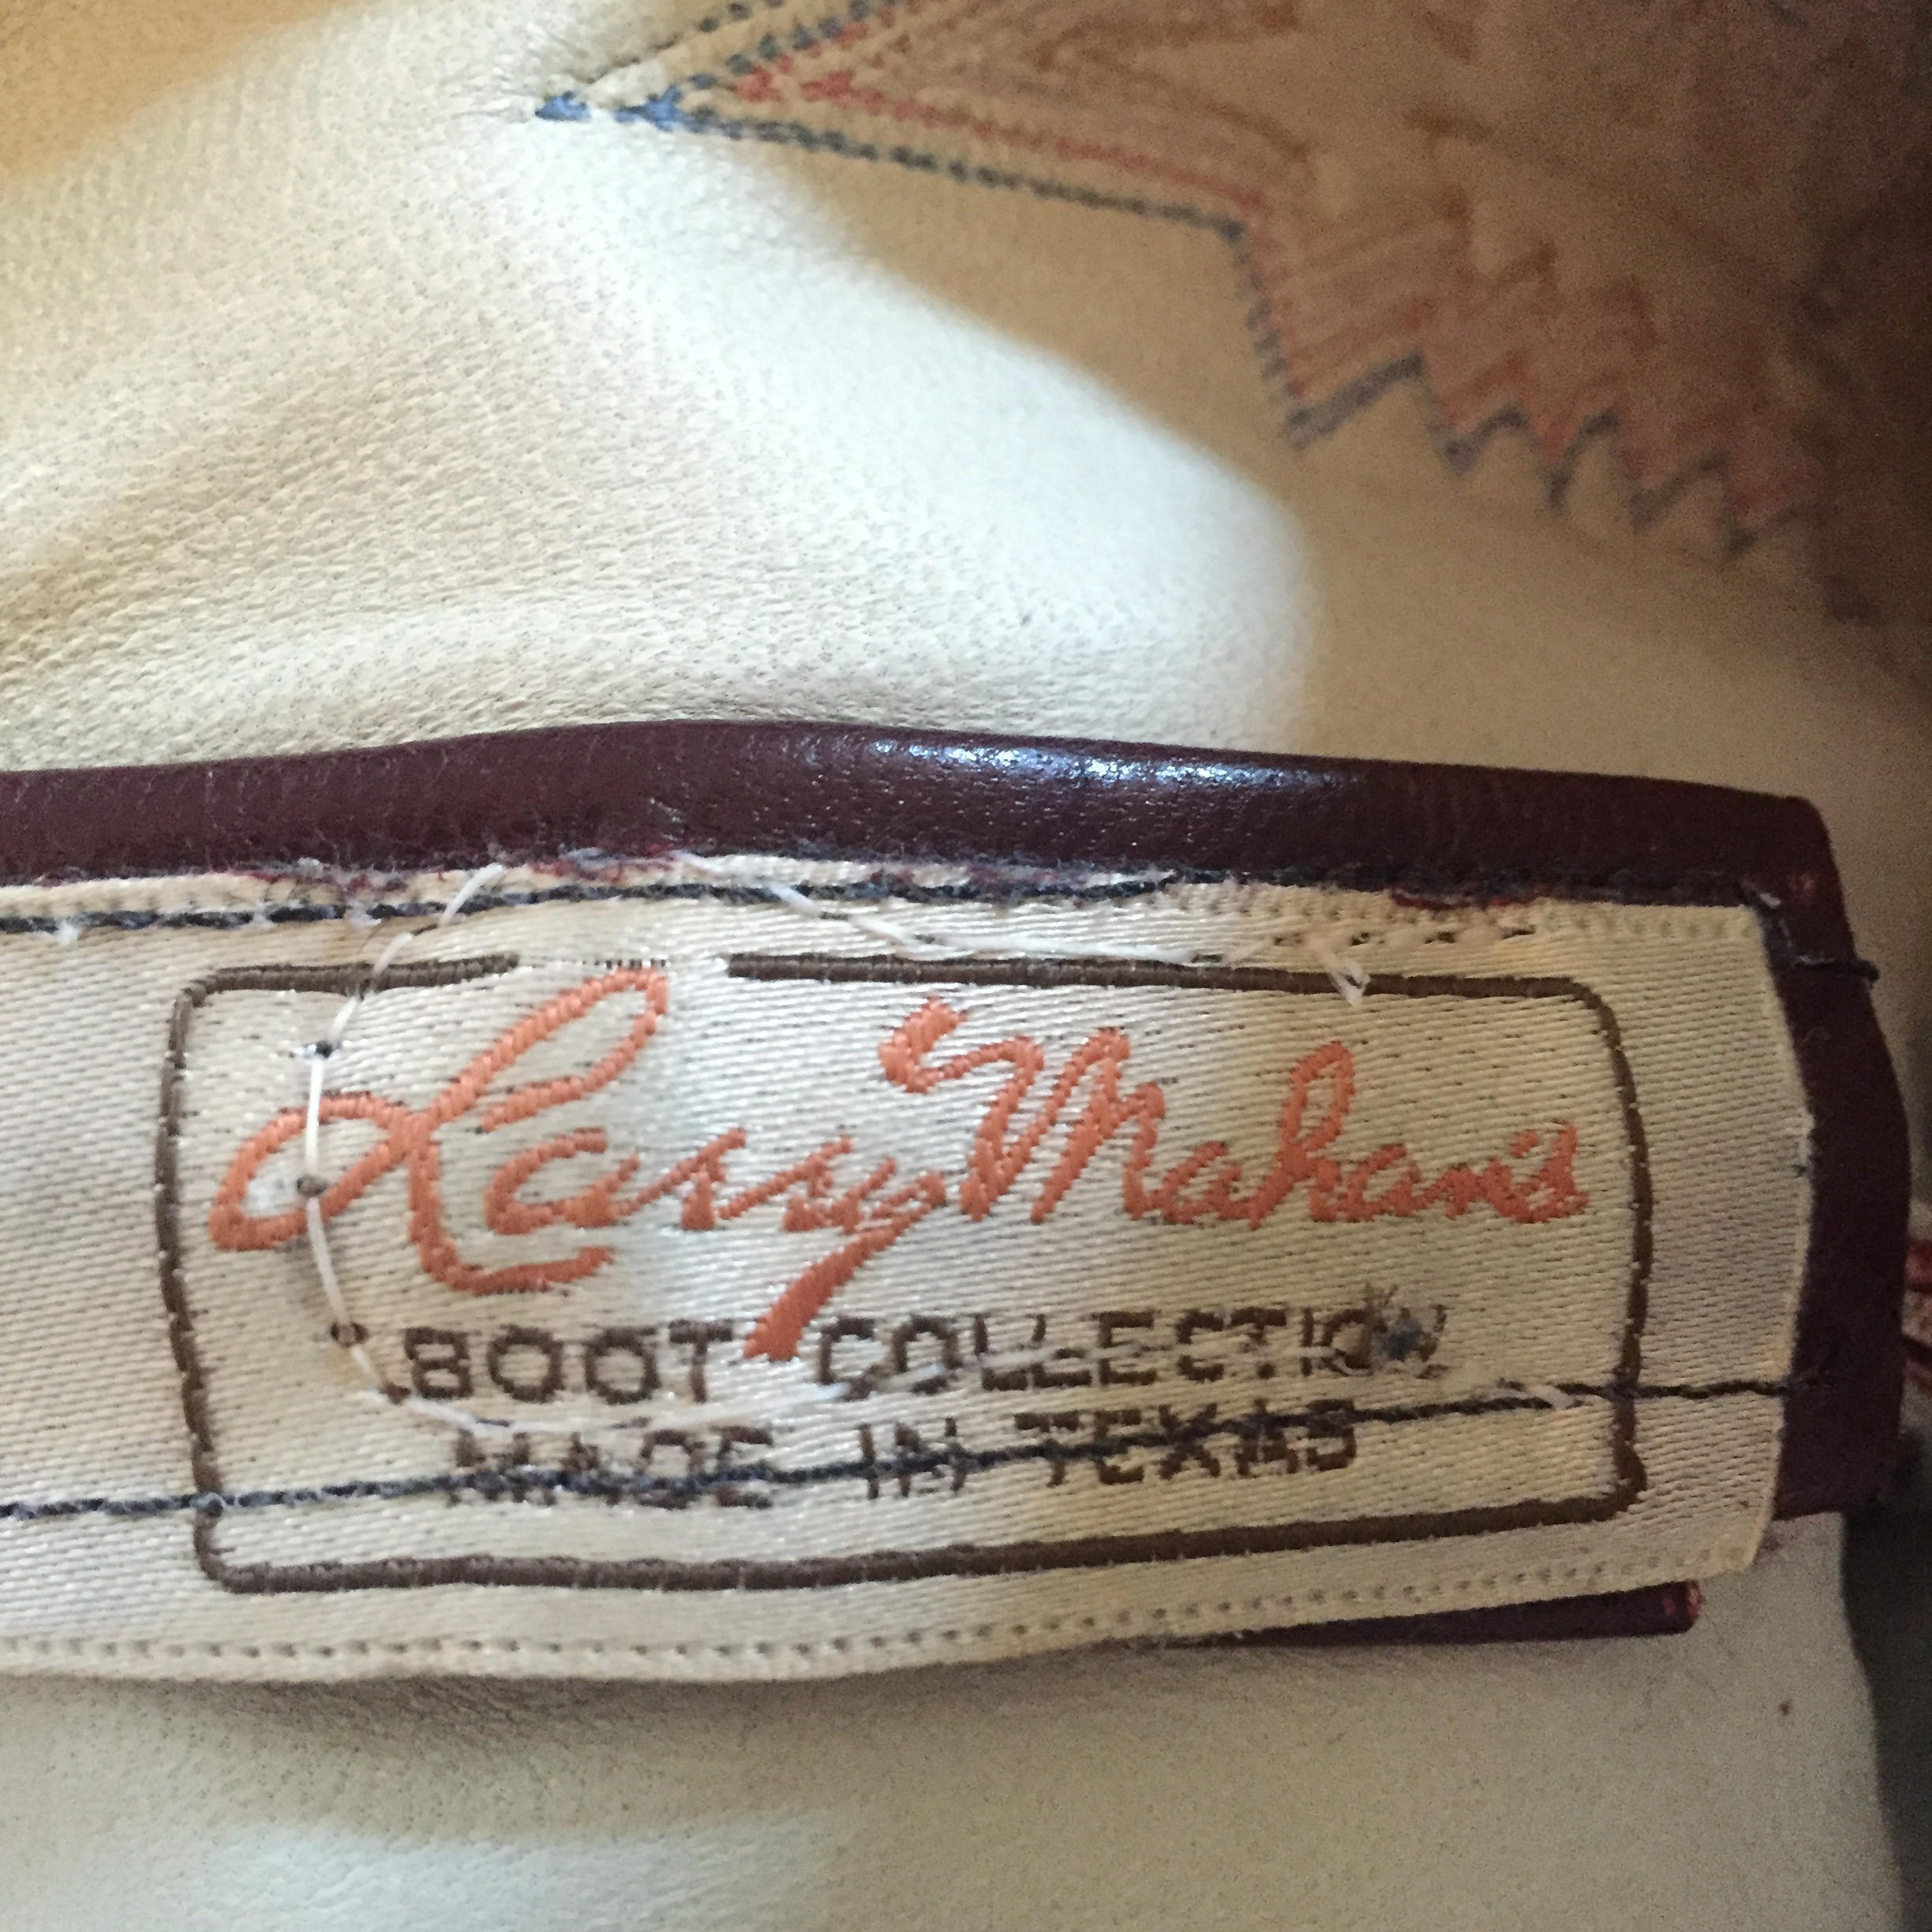 Larry Mahan's
BOOT COLLECTION
MADE IN TEXAS